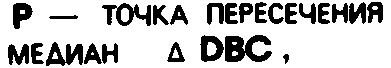 P — ТОЧКА ПЕРЕСЕЧЕНИЯ
МЕДИАН Δ DBC,